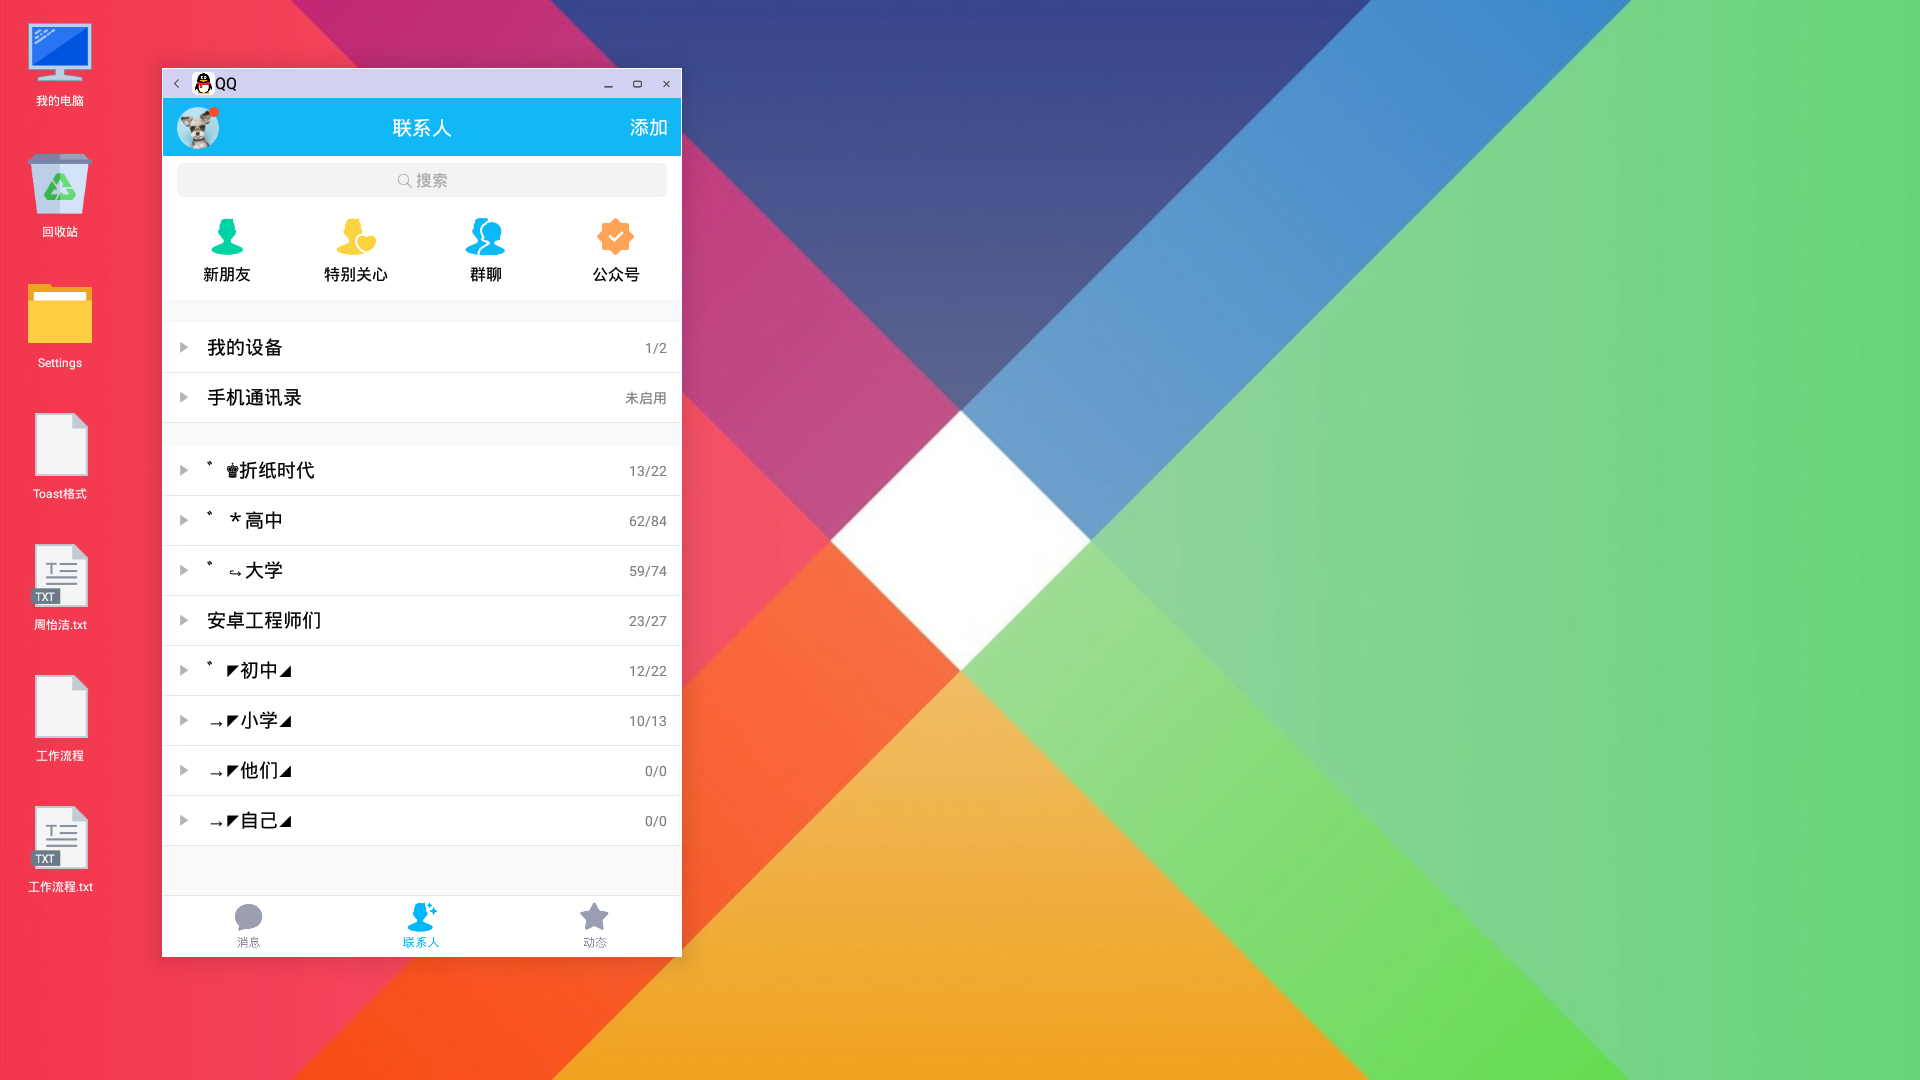 我的电脑
回收站
Settings
Toast格式
TXT
周怡洁.txt
工作流程
TXT
工作流程.txt
QQ
联系人
添加
搜索
新朋友
特别关心
群聊
公众号
我的设备 1/2
手机通讯录 未启用
゛♚折纸时代 13/22
゛*高中 62/84
゛↪大学 59/74
安卓工程师们 23/27
゛◤初中◢ 12/22
→◤小学◢ 10/13
→◤他们◢ 0/0
→◤自己◢ 0/0
消息
联系人
动态